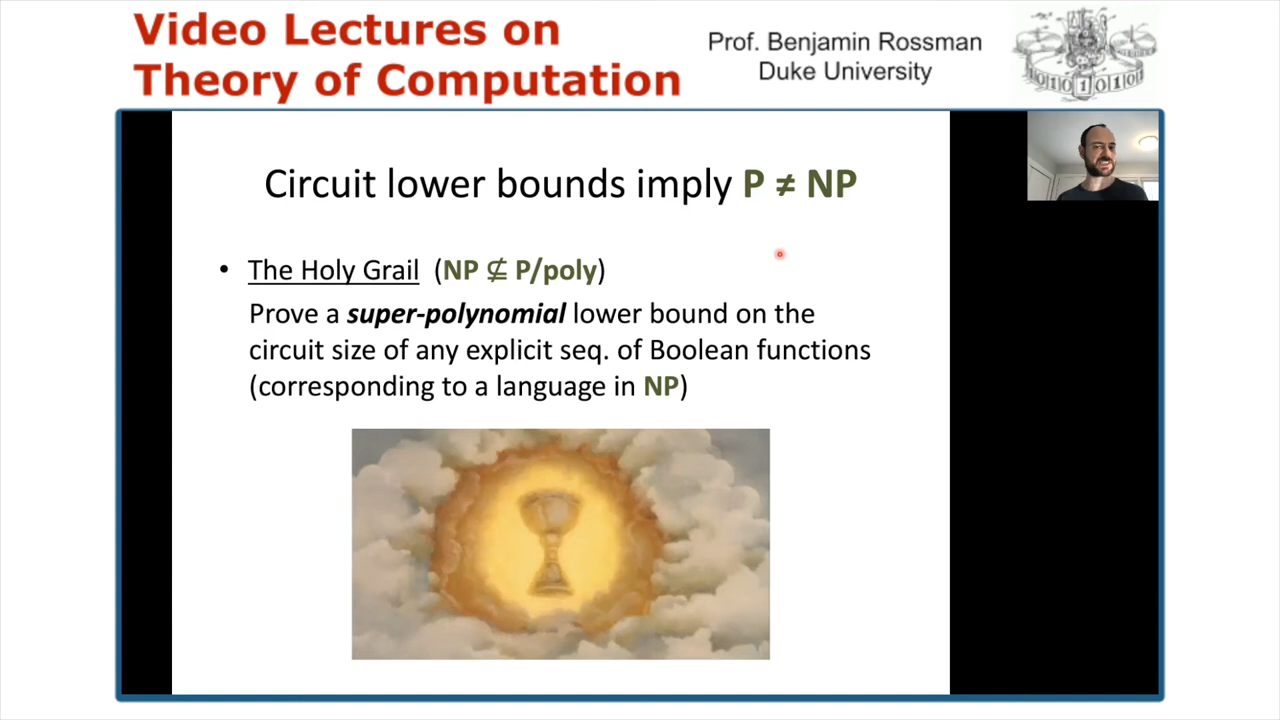 Video Lectures on
Theory of Computation
Prof. Benjamin Rossman
Duke University
Circuit lower bounds imply P ≠ NP
• The Holy Grail (NP ⊈ P/poly)
Prove a super-polynomial lower bound on the
circuit size of any explicit seq. of Boolean functions
(corresponding to a language in NP)